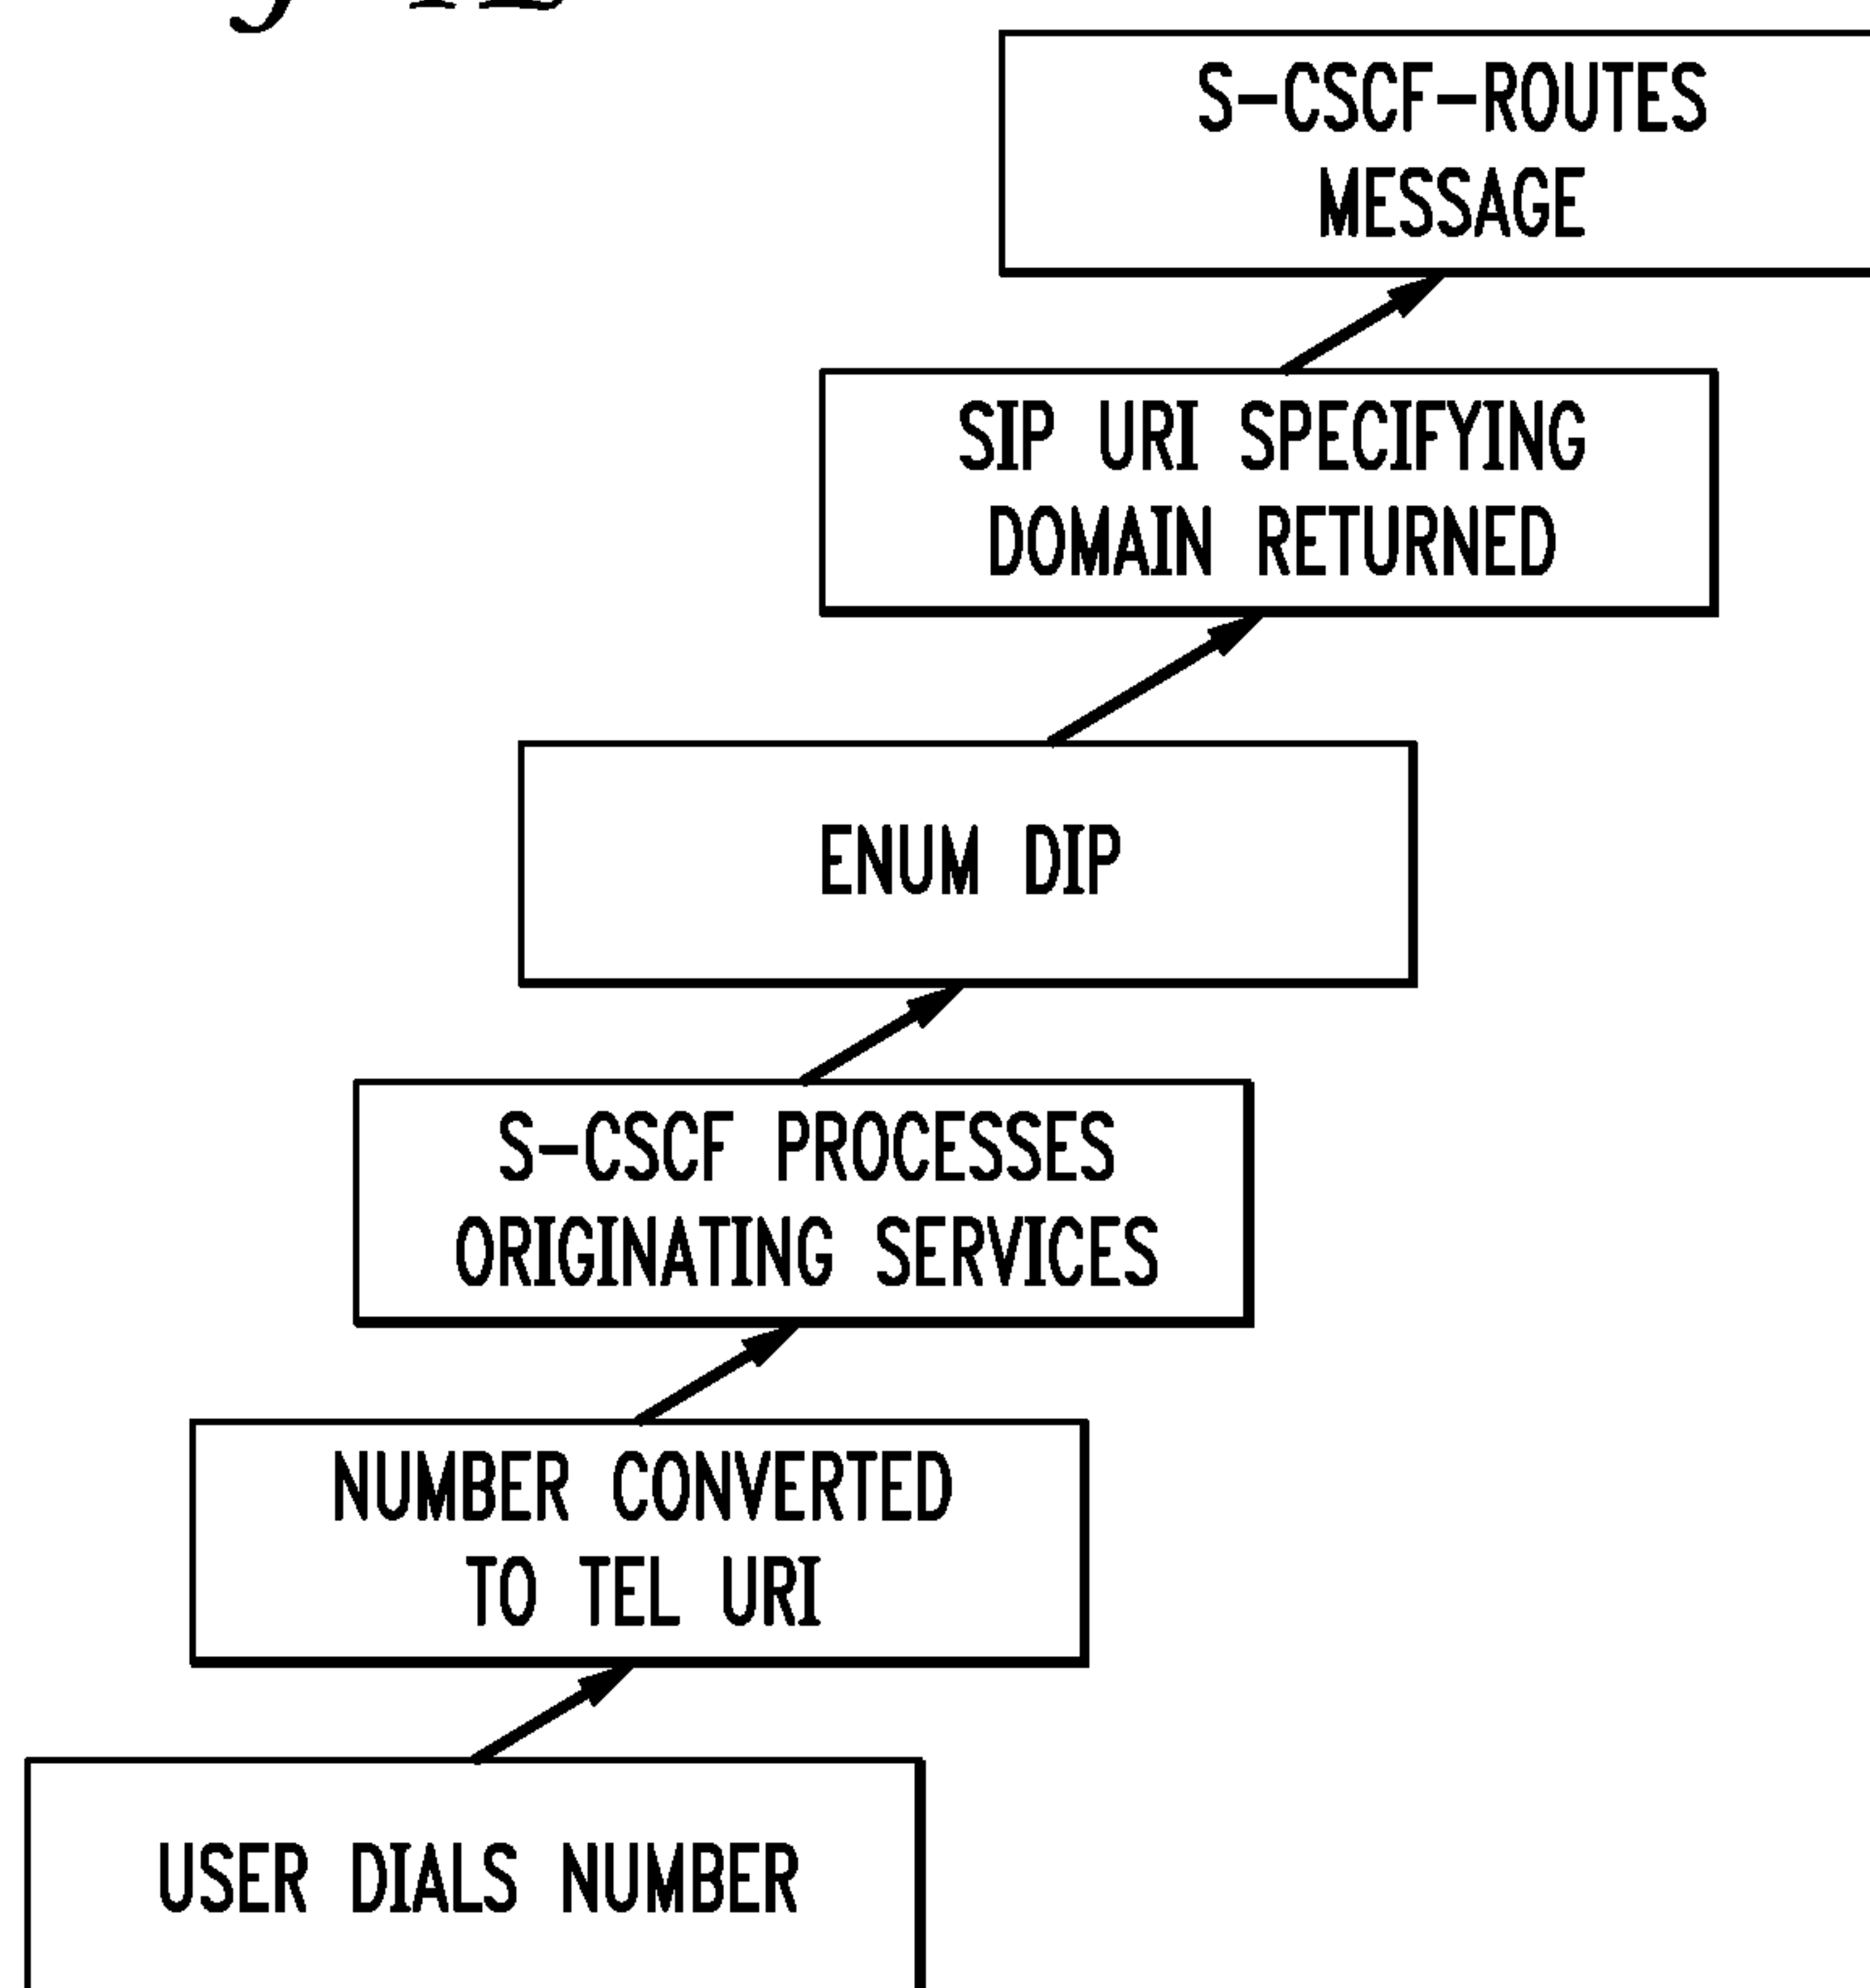 S-CSCF-ROUTES
MESSAGE
SIP URI SPECIFYING
DOMAIN RETURNED
ENUM DIP
S-CSCF PROCESSES
ORIGINATING SERVICES
NUMBER CONVERTED
TO TEL URI
USER DIALS NUMBER